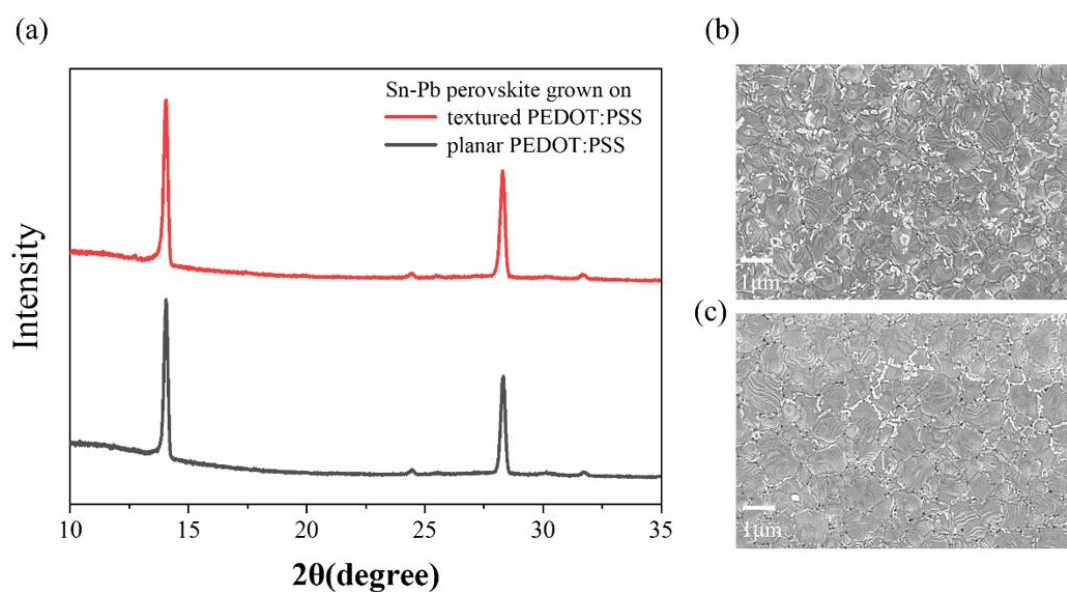 (a)
Sn-Pb perovskite grown on
textured PEDOT:PSS
planar PEDOT:PSS
Intensity
10
15
20
25
30
35
2θ(degree)
(b)
1μm
(c)
1μm